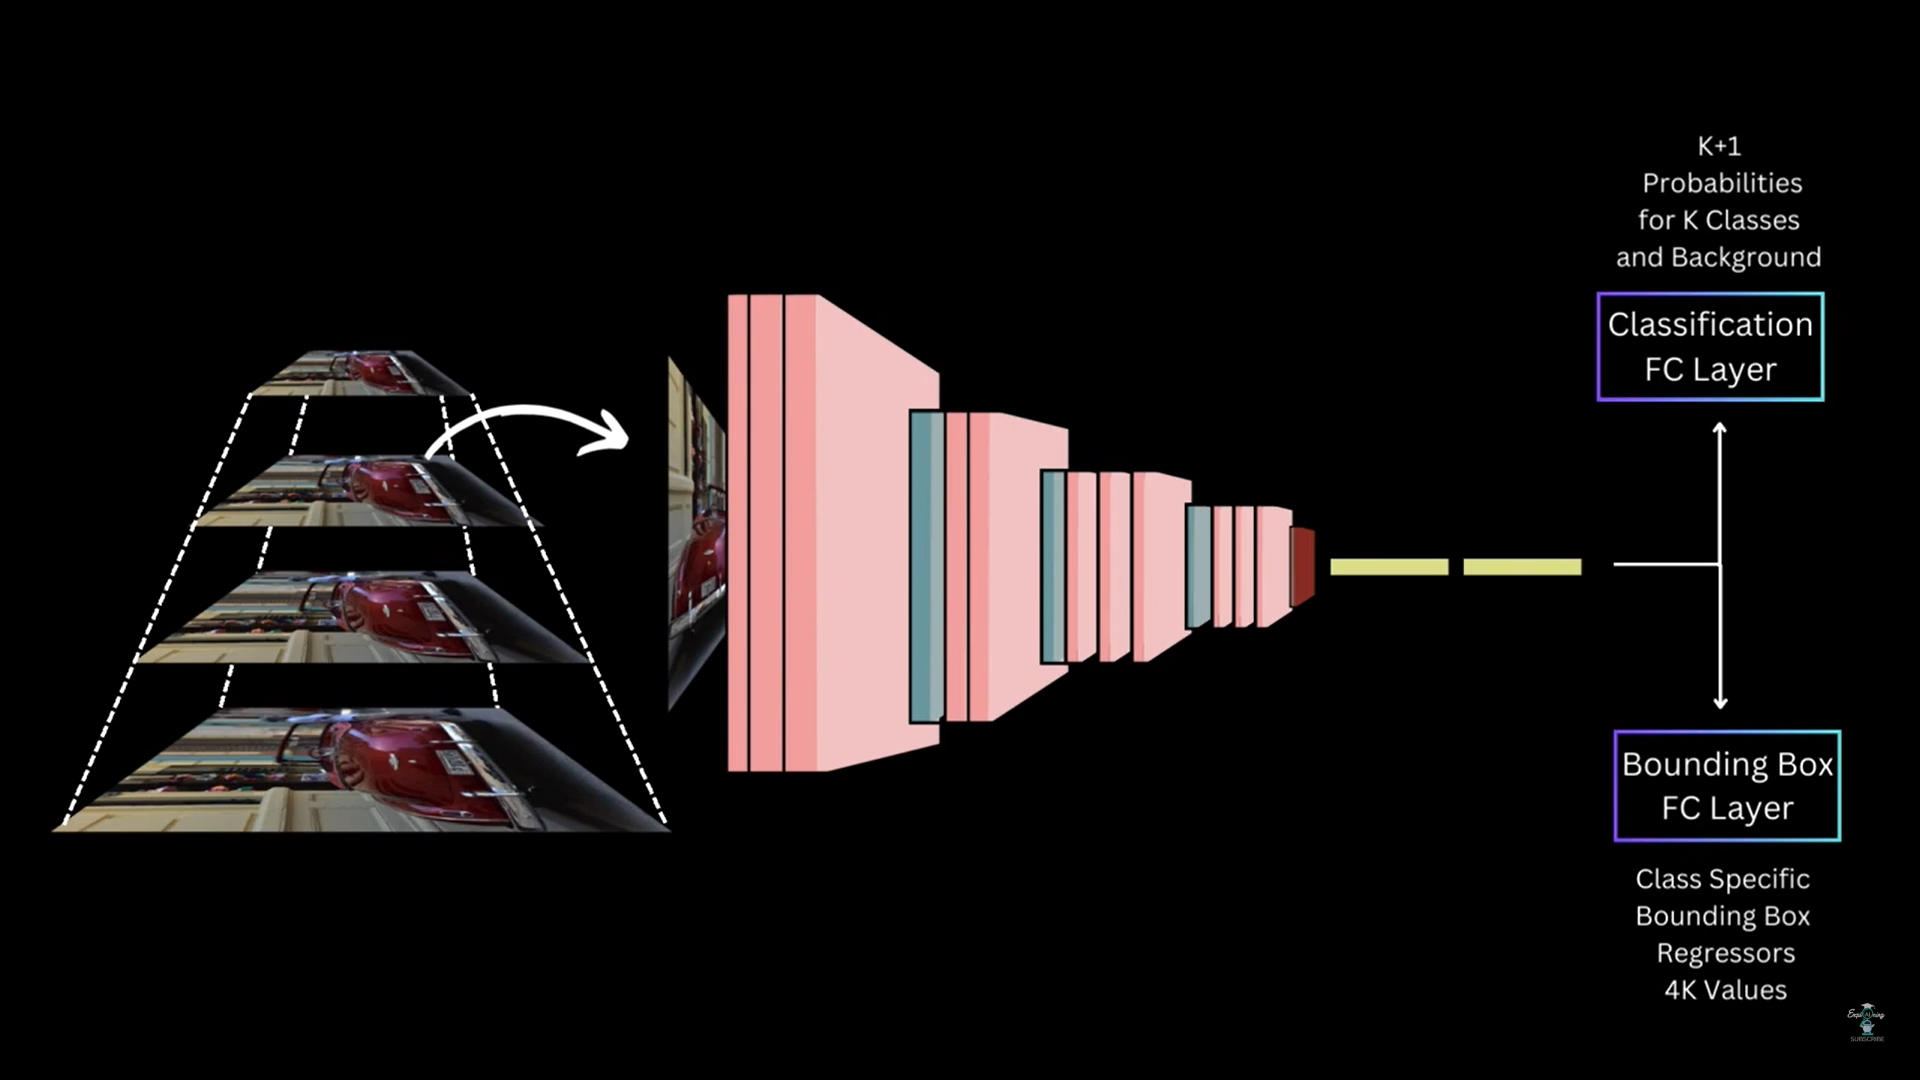 K+1
Probabilities
for K Classes
and Background
Classification
FC Layer
Bounding Box
FC Layer
Class Specific
Bounding Box
Regressors
4K Values
SUBSCRIBE